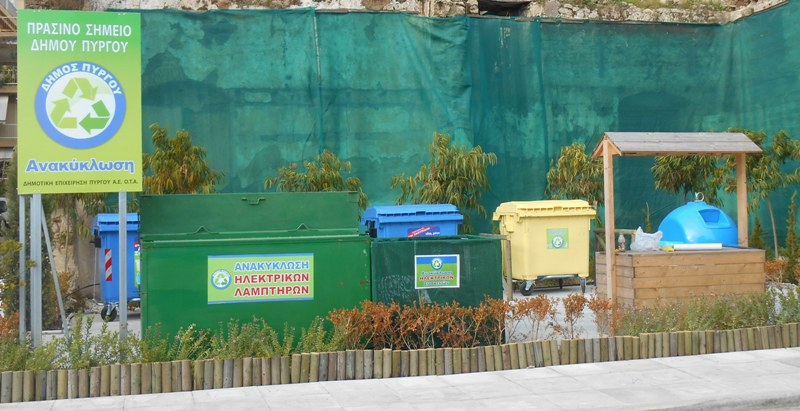 ΠΡΑΣΙΝΟ ΣΗΜΕΙΟ
ΔΗΜΟΥ ΠΥΡΓΟΥ
ΔΗΜΟΣ ΠΥΡΓΟΥ
Ανακύκλωση
ΔΗΜΟΤΙΚΗ ΕΠΙΧΕΙΡΗΣΗ ΠΥΡΓΟΥ Α.Ε. Ο.Τ.Α.
ΑΝΑΚΥΚΛΩΣΗ
ΗΛΕΚΤΡΙΚΩΝ
ΛΑΜΠΤΗΡΩΝ